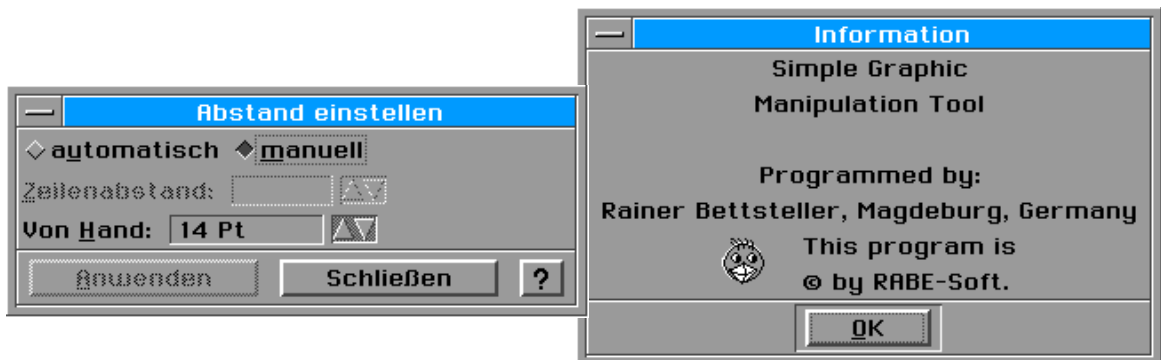 Abstand einstellen
automatisch manuell
Zeilenabstand:
Von Hand: 14 Pt
Anwenden Schließen ?
Information
Simple Graphic
Manipulation Tool
Programmed by:
Rainer Bettsteller, Magdeburg, Germany
This program is
© by RABE-Soft.
OK